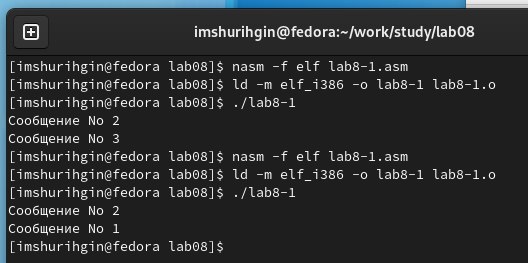 imshurihgin@fedora:~/work/study/lab08
[imshurihgin@fedora lab08]$ nasm -f elf lab8-1.asm
[imshurihgin@fedora lab08]$ ld -m elf_i386 -o lab8-1 lab8-1.o
[imshurihgin@fedora lab08]$ ./lab8-1
Сообщение No 2
Сообщение No 3
[imshurihgin@fedora lab08]$ nasm -f elf lab8-1.asm
[imshurihgin@fedora lab08]$ ld -m elf_i386 -o lab8-1 lab8-1.o
[imshurihgin@fedora lab08]$ ./lab8-1
Сообщение No 2
Сообщение No 1
[imshurihgin@fedora lab08]$